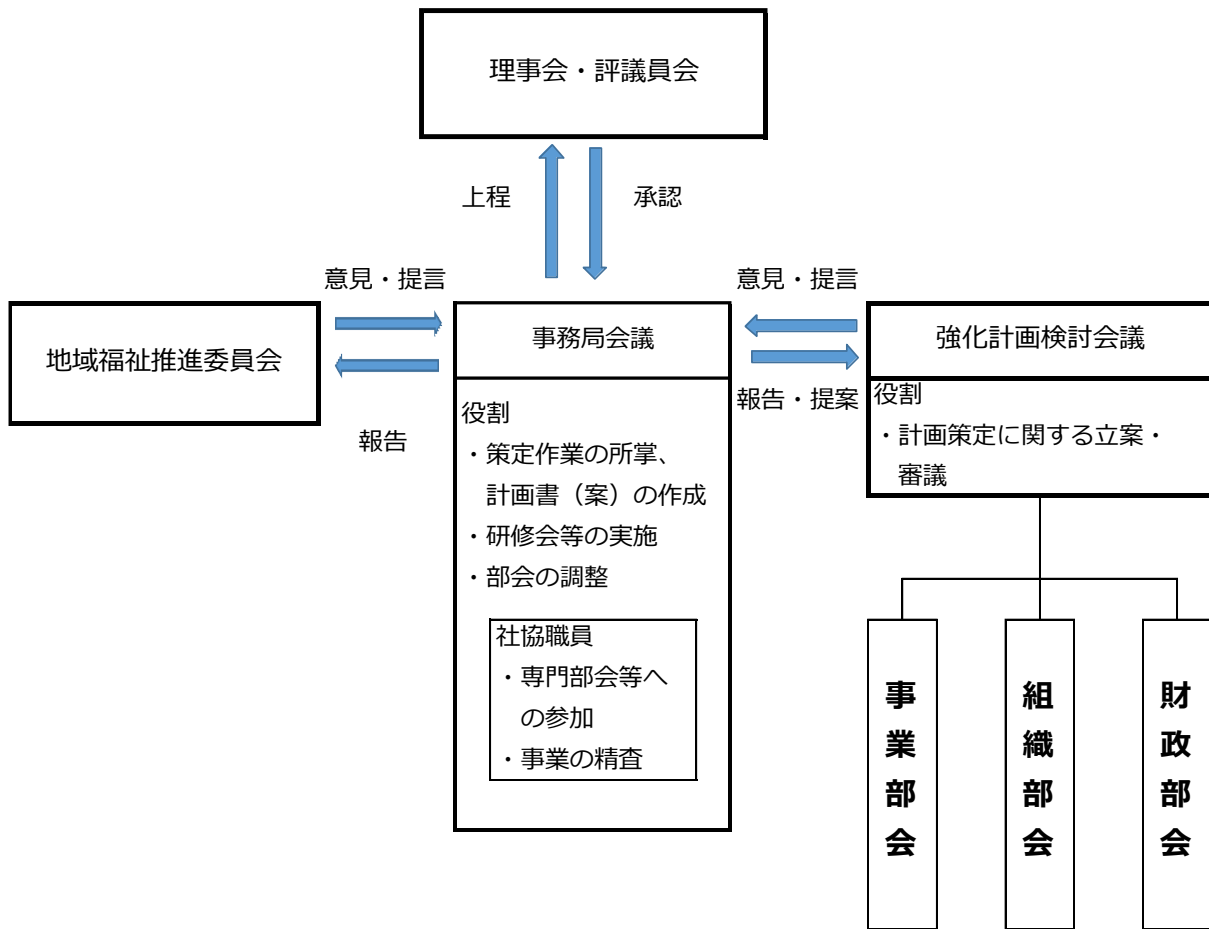 理事会・評議員会
上程
承認
意見・提言
意見・提言
地域福祉推進委員会
事務局会議
強化計画検討会議
報告
報告・提案
役割
・策定作業の所掌、
計画書（案）の作成
・研修会等の実施
・部会の調整
社協職員
・専門部会等へ
の参加
・事業の精査
役割
・計画策定に関する立案・
審議
事業部会
組織部会
財政部会